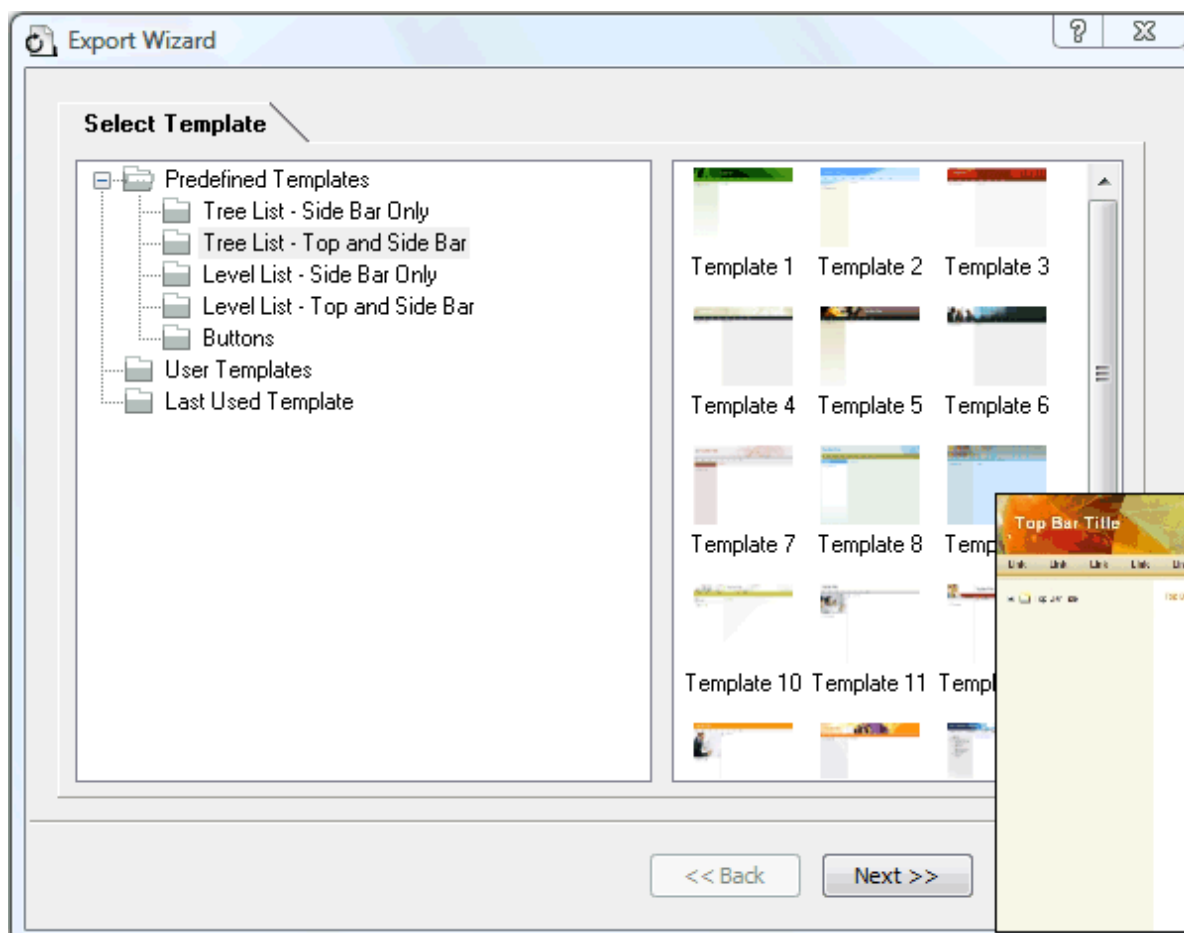 Export Wizard
Select Template
Predefined Templates
Tree List - Side Bar Only
Tree List - Top and Side Bar
Level List - Side Bar Only
Level List - Top and Side Bar
Buttons
User Templates
Last Used Template
Template 1 Template 2 Template 3
Template 4 Template 5 Template 6
Template 7 Template 8 Temp
Template 10 Template 11 Templ
Top Bar Title
Link Link Link Link
<< Back Next >>